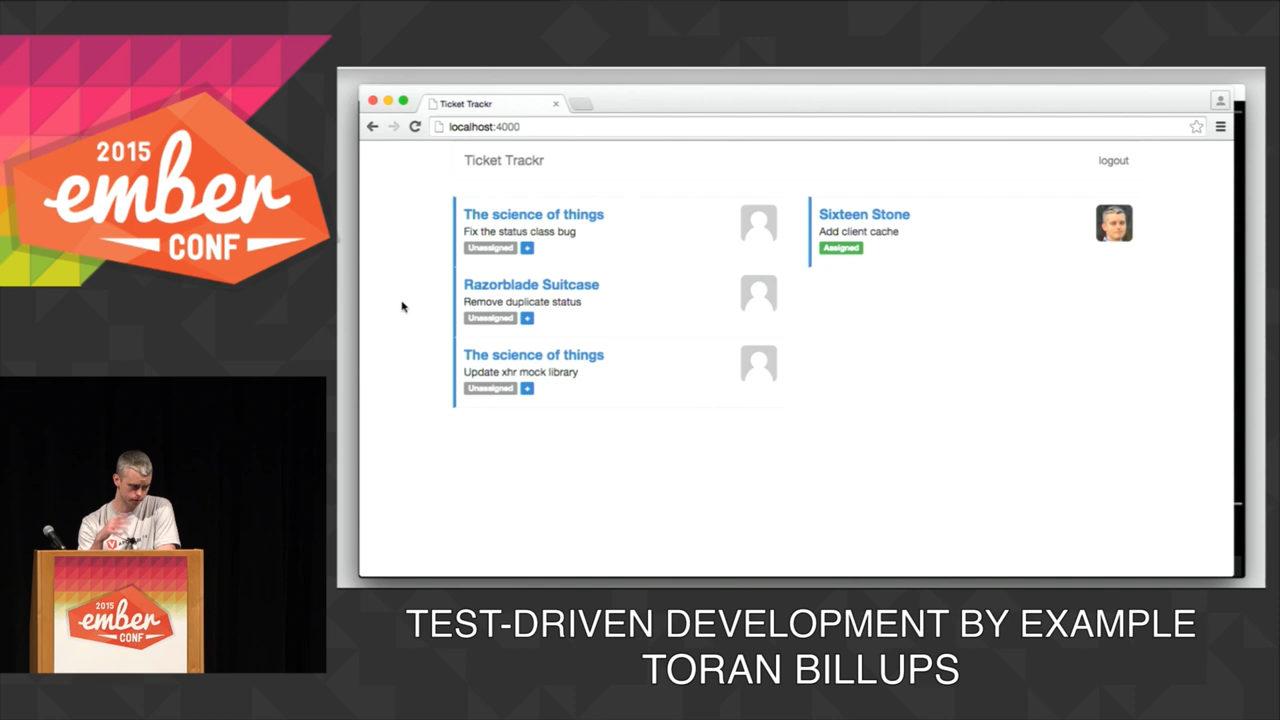 2015
ember
CONF
Ticket Trackr
localhost:4000
Ticket Trackr
logout
The science of things
Fix the status class bug
Unassigned +
Razorblade Suitcase
Remove duplicate status
Unassigned +
The science of things
Update xhr mock library
Unassigned +
Sixteen Stone
Add client cache
Assigned
2015
ember
CONF
TEST-DRIVEN DEVELOPMENT BY EXAMPLE
TORAN BILLUPS